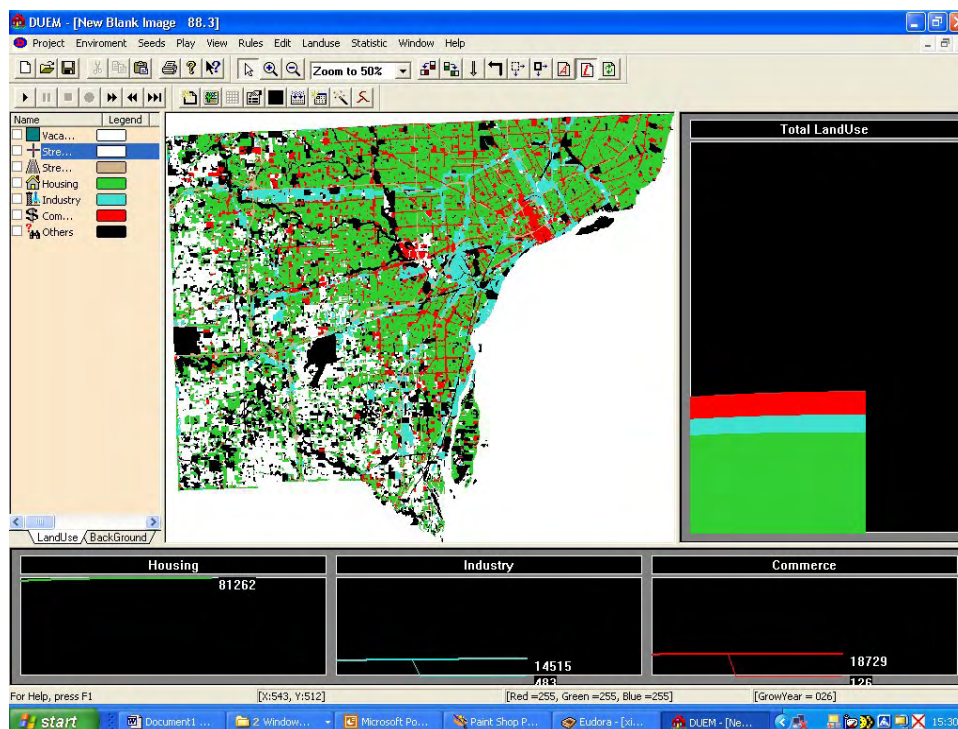 DUEM - [New Blank Image 88.3]
Project Enviroment Seeds Play View Rules Edit Landuse Statistic Window Help
Zoom to 50%
Name Legend
Vaca...
Stre...
Stre...
Housing
Industry
Com...
Others
LandUse BackGround
Total LandUse
Housing
81262
Industry
14515
483
Commerce
18729
126
For Help, press F1 [X:543, Y:512] [Red =255, Green =255, Blue =255] [GrowYear = 026]
start Document1 ... 2 Window... Microsoft Po... Paint Shop P... Eudora - [xi... DUEM - [Ne... 15:30